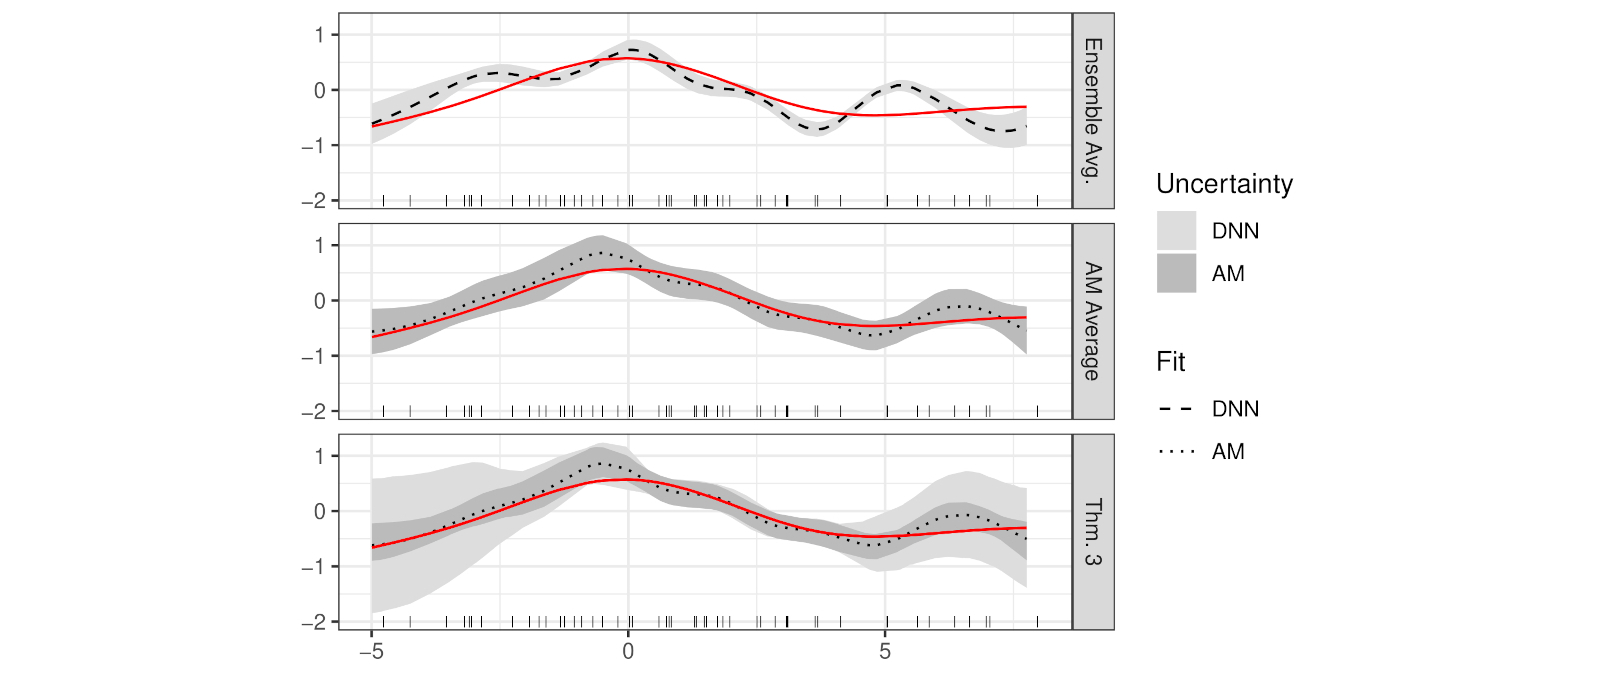 1
0
−1
−2
Ensemble Avg.
1
0
−1
−2
AM Average
1
0
−1
−2
Thm. 3
−5
0
5
Uncertainty
DNN
AM
Fit
DNN
AM